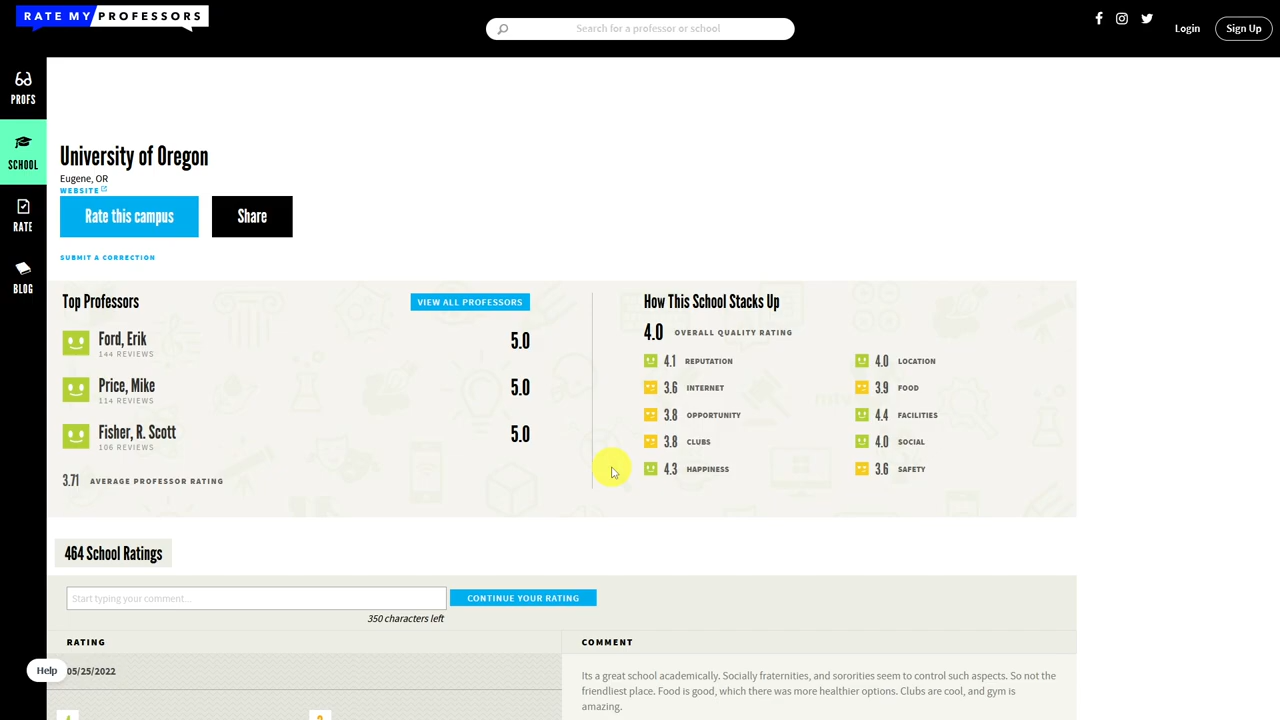 RATE MY PROFESSORS
Search for a professor or school
Login
Sign Up
PROFS
SCHOOL
RATE
BLOG
University of Oregon
Eugene, OR
WEBSITE
Rate this campus
Share
SUBMIT A CORRECTION
Top Professors
VIEW ALL PROFESSORS
Ford, Erik
144 REVIEWS
5.0
Price, Mike
114 REVIEWS
5.0
Fisher, R. Scott
106 REVIEWS
5.0
3.71 AVERAGE PROFESSOR RATING
How This School Stacks Up
4.0 OVERALL QUALITY RATING
4.1 REPUTATION
4.0 LOCATION
3.6 INTERNET
3.9 FOOD
3.8 OPPORTUNITY
4.4 FACILITIES
3.8 CLUBS
4.0 SOCIAL
4.3 HAPPINESS
3.6 SAFETY
464 School Ratings
Start typing your comment...
CONTINUE YOUR RATING
350 characters left
RATING
COMMENT
Help
05/25/2022
Its a great school academically. Socially fraternities, and sororities seem to control such aspects. So not the
friendliest place. Food is good, which there was more healthier options. Clubs are cool, and gym is
amazing.